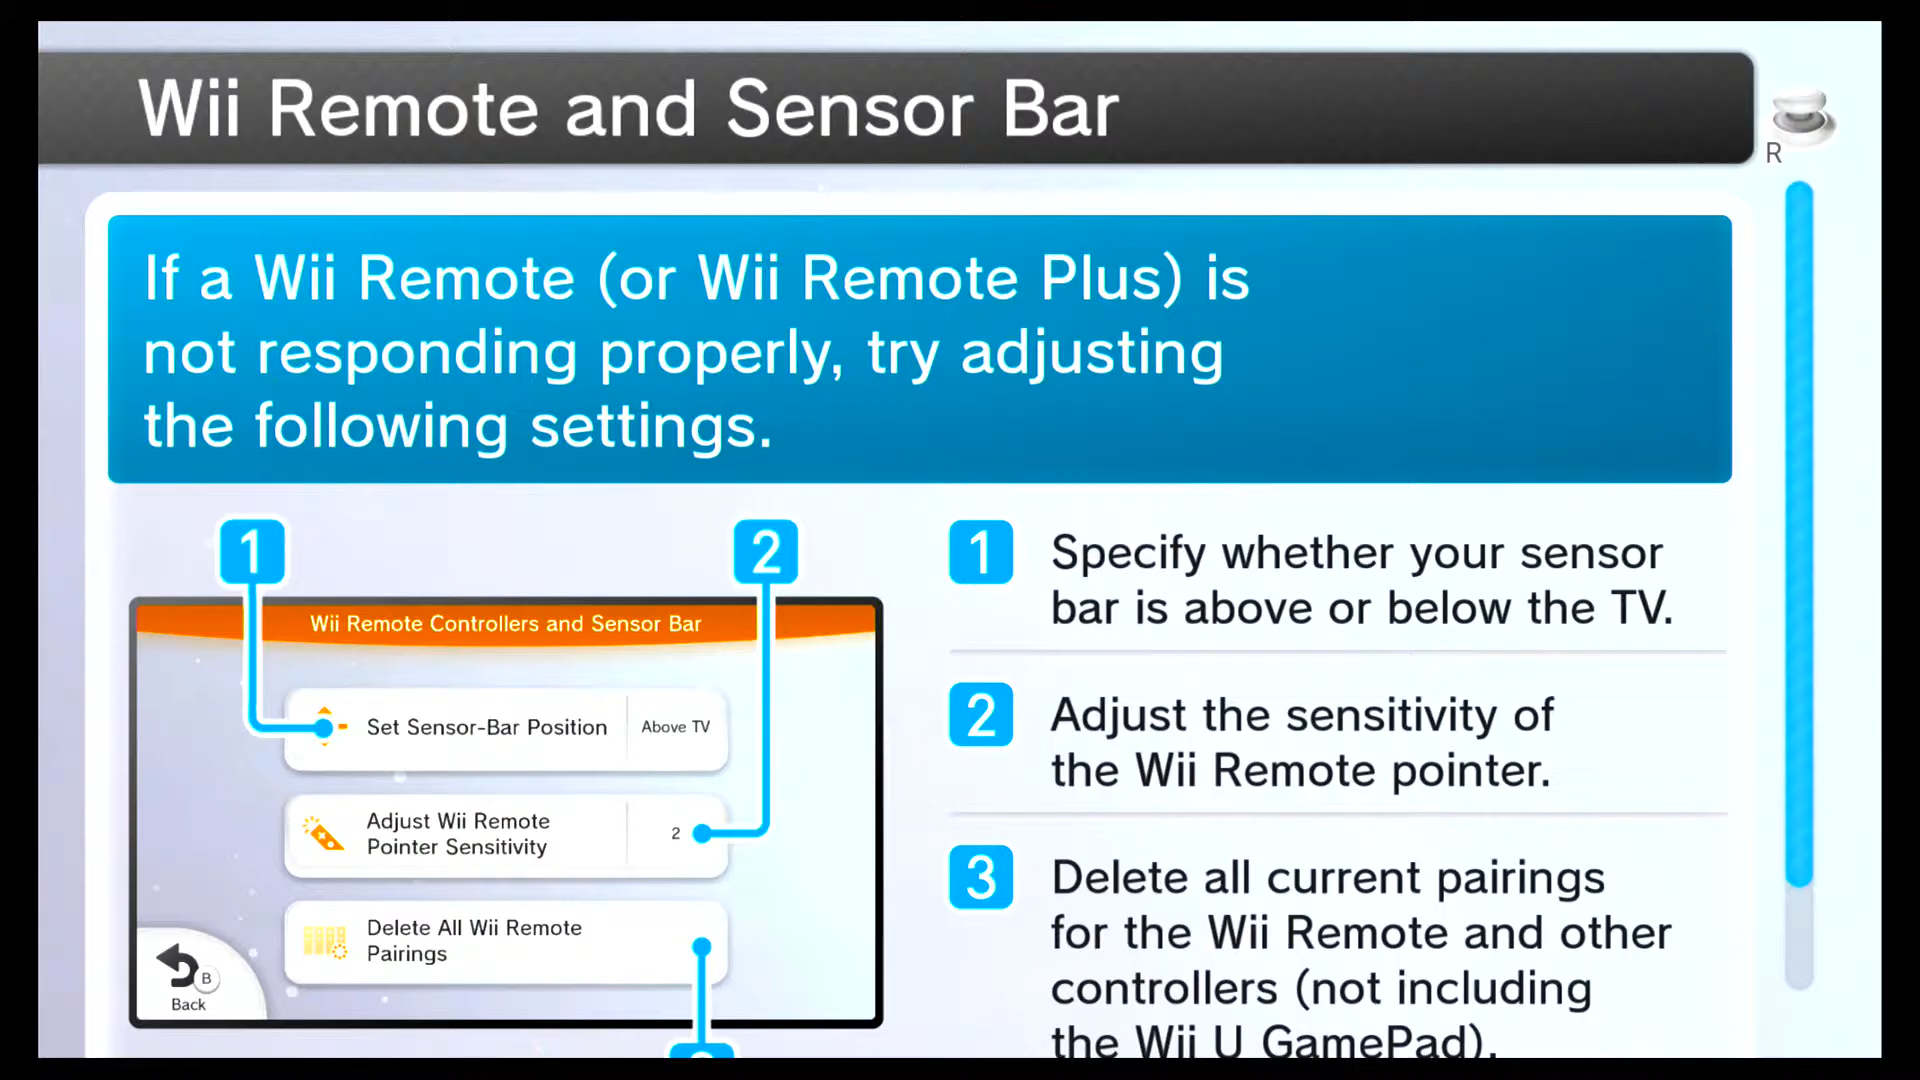 Wii Remote and Sensor Bar
R
If a Wii Remote (or Wii Remote Plus) is
not responding properly, try adjusting
the following settings.
1
2
Wii Remote Controllers and Sensor Bar
Set Sensor-Bar Position
Above TV
Adjust Wii Remote
Pointer Sensitivity
2
Delete All Wii Remote
Pairings
B
Back
1
Specify whether your sensor
bar is above or below the TV.
2
Adjust the sensitivity of
the Wii Remote pointer.
3
Delete all current pairings
for the Wii Remote and other
controllers (not including
the Wii U GamePad).